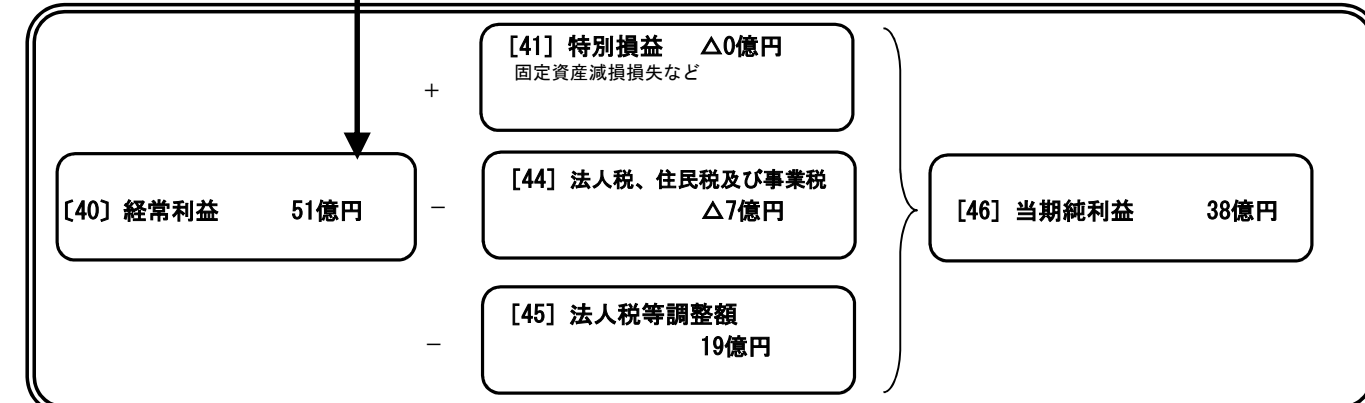 [41] 特別損益　△0億円
固定資産減損損失など
+
[44] 法人税、住民税及び事業税
△7億円
〔40〕経常利益　51億円
−
[46] 当期純利益　38億円
[45] 法人税等調整額
19億円
−